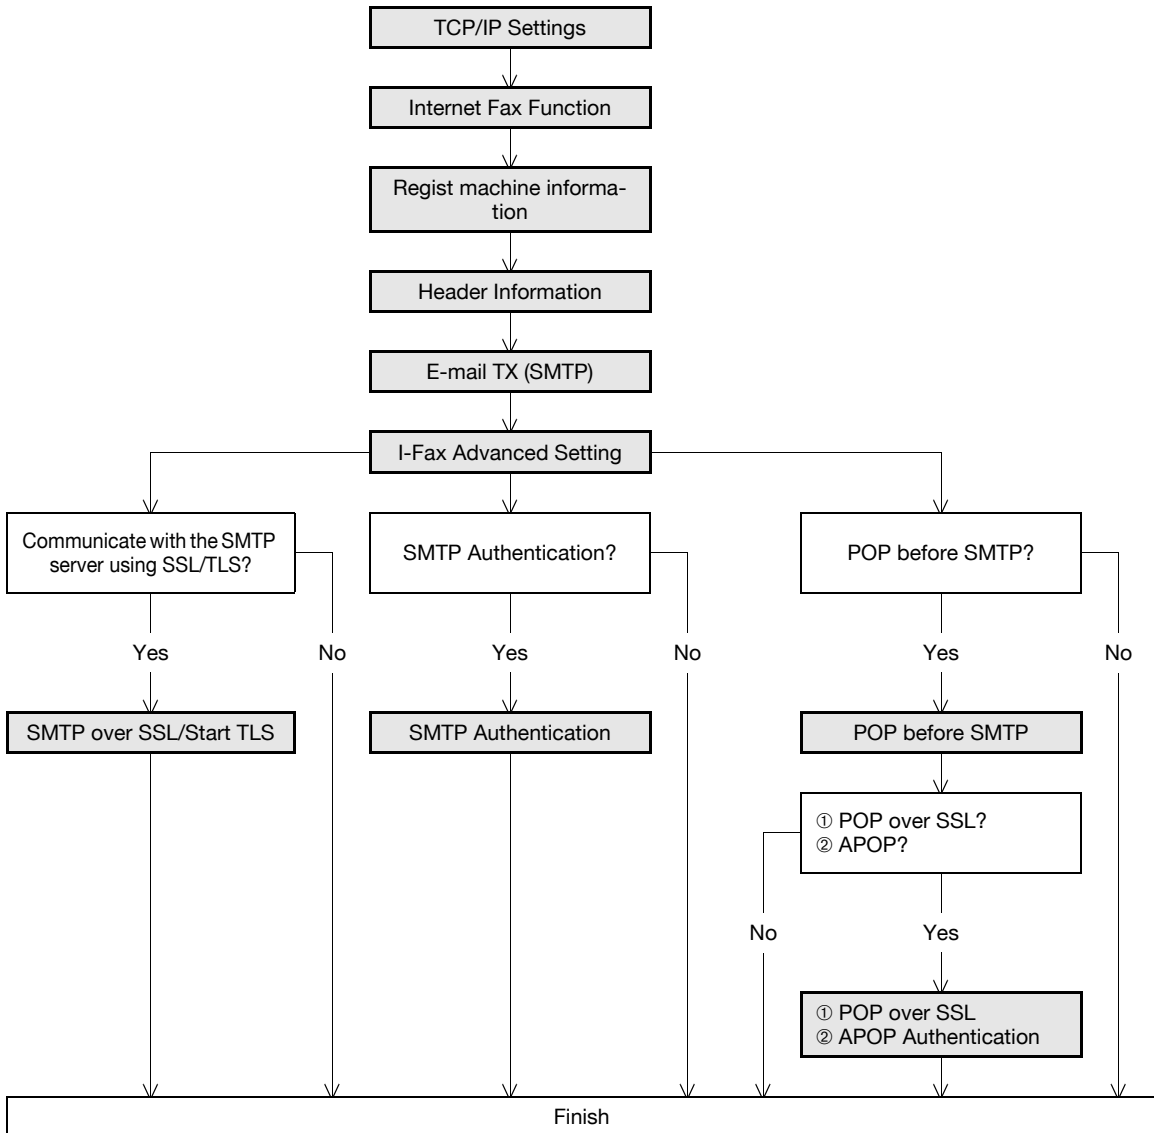 TCP/IP Settings
Internet Fax Function
Regist machine informa-
tion
Header Information
E-mail TX (SMTP)
I-Fax Advanced Setting
Communicate with the SMTP
server using SSL/TLS?
SMTP Authentication?
POP before SMTP?
Yes
No
Yes
No
Yes
No
SMTP over SSL/Start TLS
SMTP Authentication
POP before SMTP
① POP over SSL?
② APOP?
No
Yes
① POP over SSL
② APOP Authentication
Finish